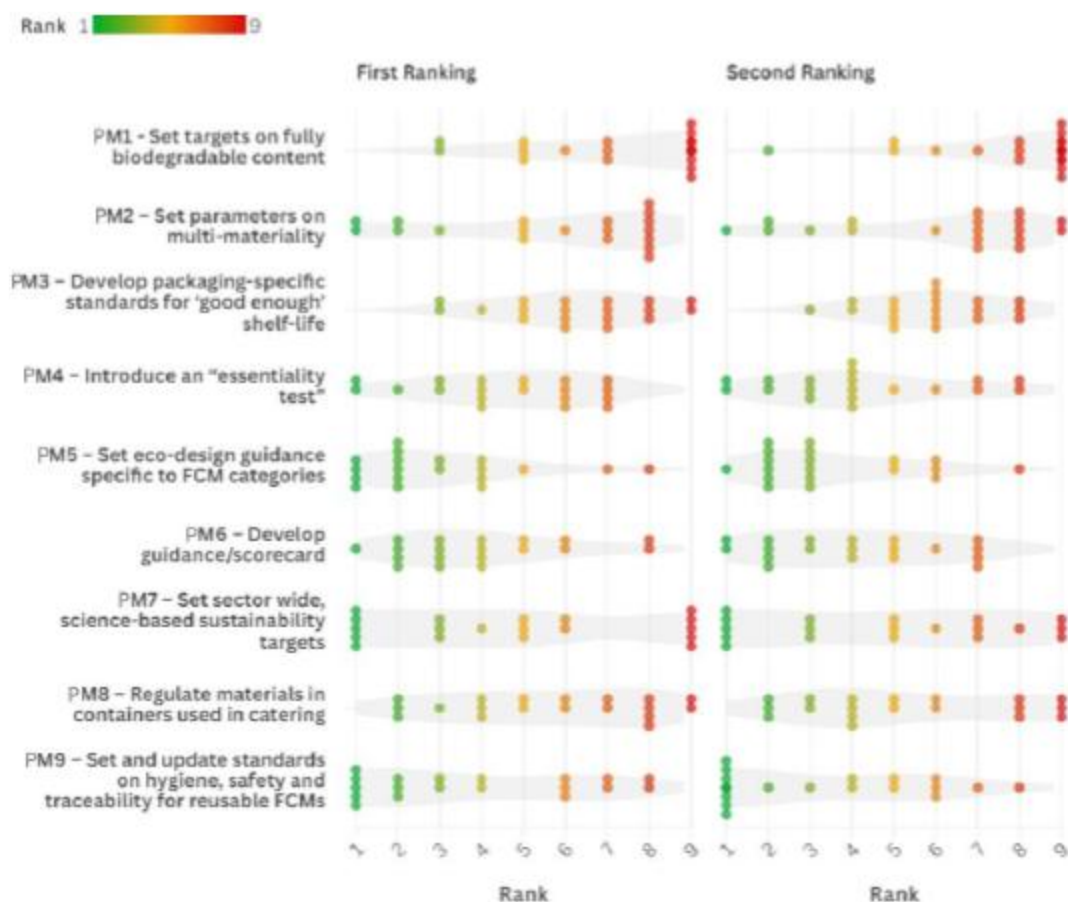 Rank 1 9
First Ranking
Second Ranking
PM1 - Set targets on fully
biodegradable content
PM2 – Set parameters on
multi-materiality
PM3 – Develop packaging-specific
standards for ‘good enough’
shelf-life
PM4 – Introduce an “essentiality
test”
PM5 – Set eco-design guidance
specific to FCM categories
PM6 – Develop
guidance/scorecard
PM7 – Set sector wide,
science-based sustainability
targets
PM8 – Regulate materials in
containers used in catering
PM9 – Set and update standards
on hygiene, safety and
traceability for reusable FCMs
1 2 3 4 5 6 7 8 9
1 2 3 4 5 6 7 8 9
Rank
Rank